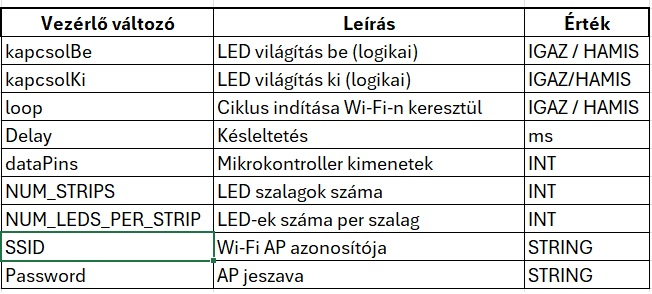 Vezérlő változó Leírás Érték
kapcsolBe LED világítás be (logikai) IGAZ / HAMIS
kapcsolKi LED világítás ki (logikai) IGAZ/HAMIS
loop Ciklus indítása Wi-Fi-n keresztül IGAZ / HAMIS
Delay Késleltetés ms
dataPins Mikrokontroller kimenetek INT
NUM_STRIPS LED szalagok száma INT
NUM_LEDS_PER_STRIP LED-ek száma per szalag INT
SSID Wi-Fi AP azonosítója STRING
Password AP jeszava STRING